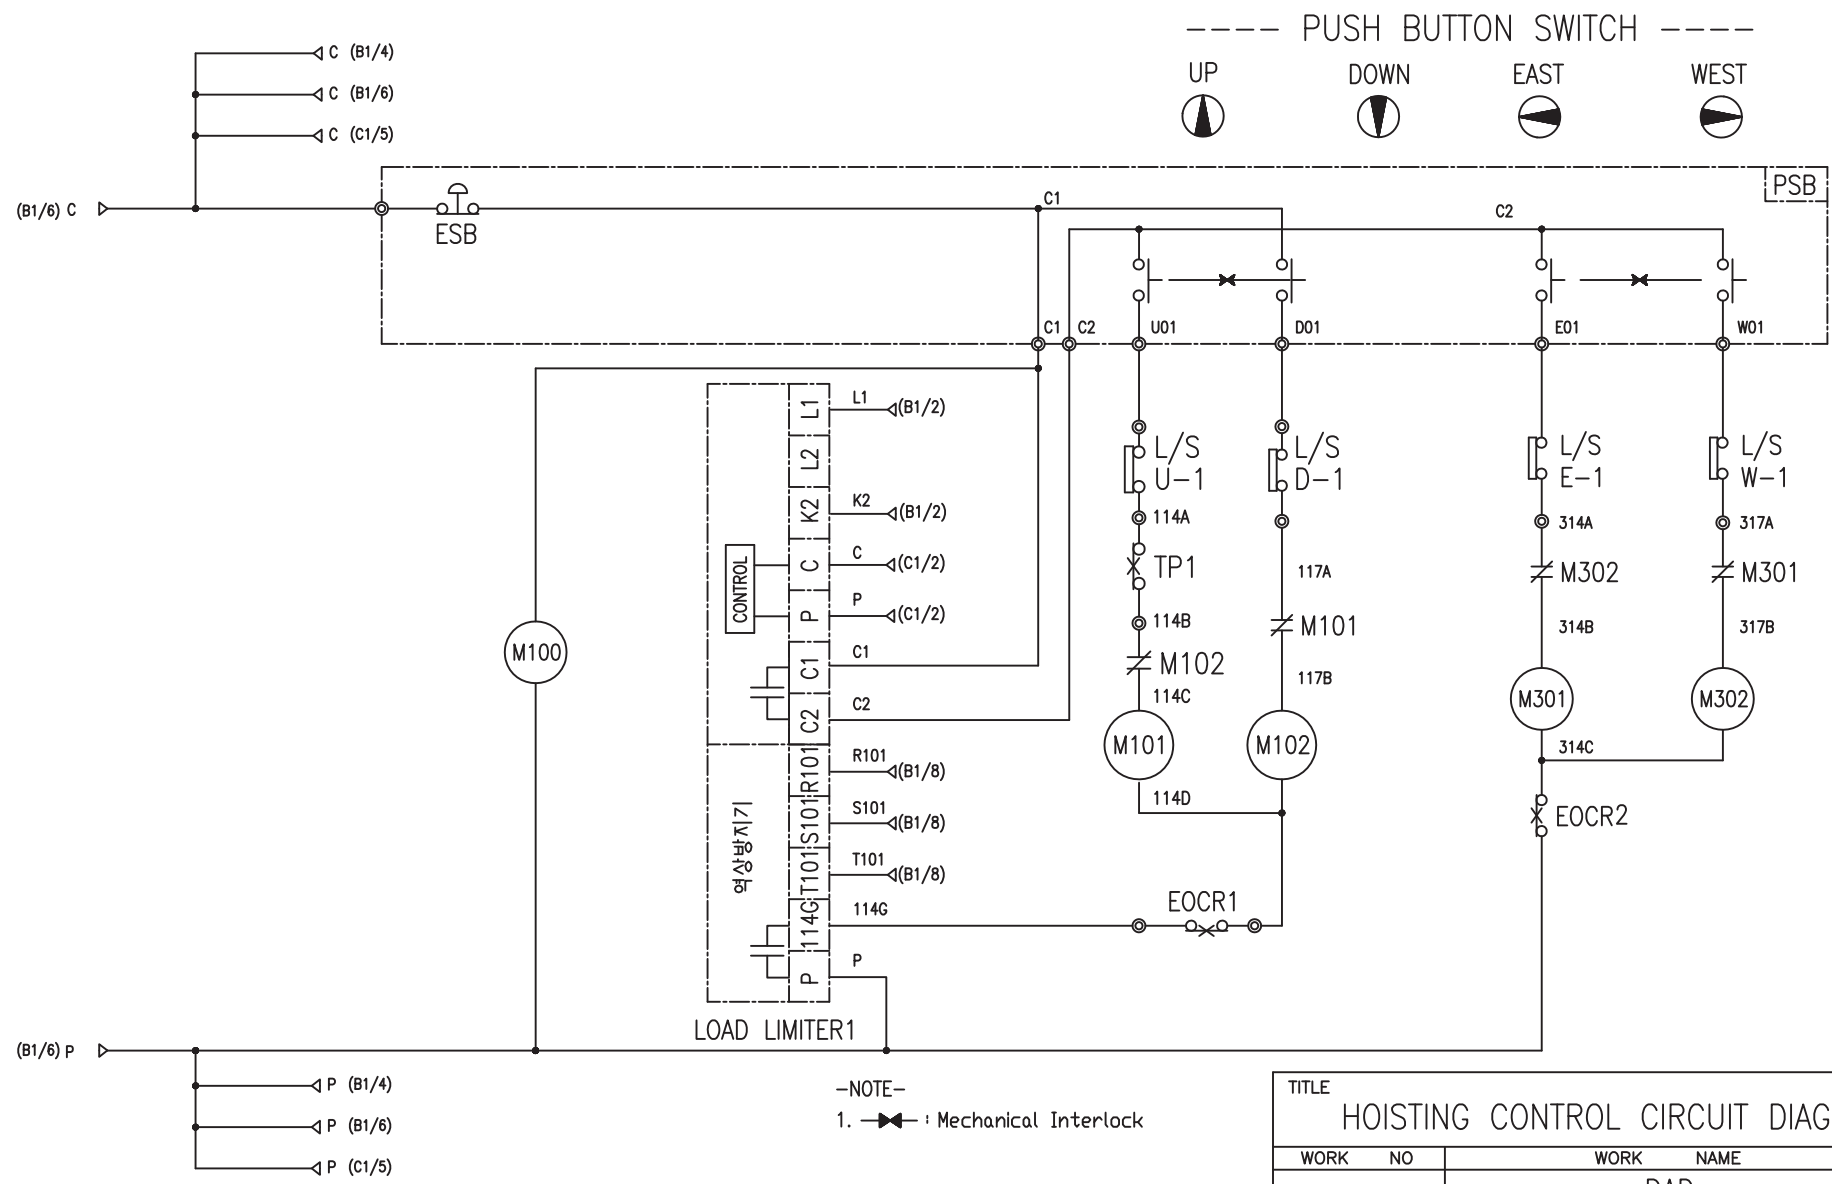 PUSH BUTTON SWITCH
UP DOWN EAST WEST
C (B1/4)
C (B1/6)
C (C1/5)
(B1/6) C
ESB
C1
C2
PSB
C1 C2 U01 D01 E01 W01
L1 L1 (B1/2)
L2
K2 K2 (B1/2)
C C (C1/2)
P P (C1/2)
CONTROL
C1 C1
C2 C2
R101 R101 (B1/8)
S101 S101 (B1/8)
T101 T101 (B1/8)
114G 114G
P P
역상방지기
LOAD LIMITER1
M100
L/S
U-1
114A
TP1
114B
M102
114C
M101
114D
L/S
D-1
117A
M101
117B
M102
EOCR1
L/S
E-1
314A
M302
314B
M301
314C
EOCR2
L/S
W-1
317A
M301
317B
M302
(B1/6) P
P (B1/4)
P (B1/6)
P (C1/5)
-NOTE-
1. : Mechanical Interlock
TITLE
HOISTING CONTROL CIRCUIT DIAG
WORK NO WORK NAME